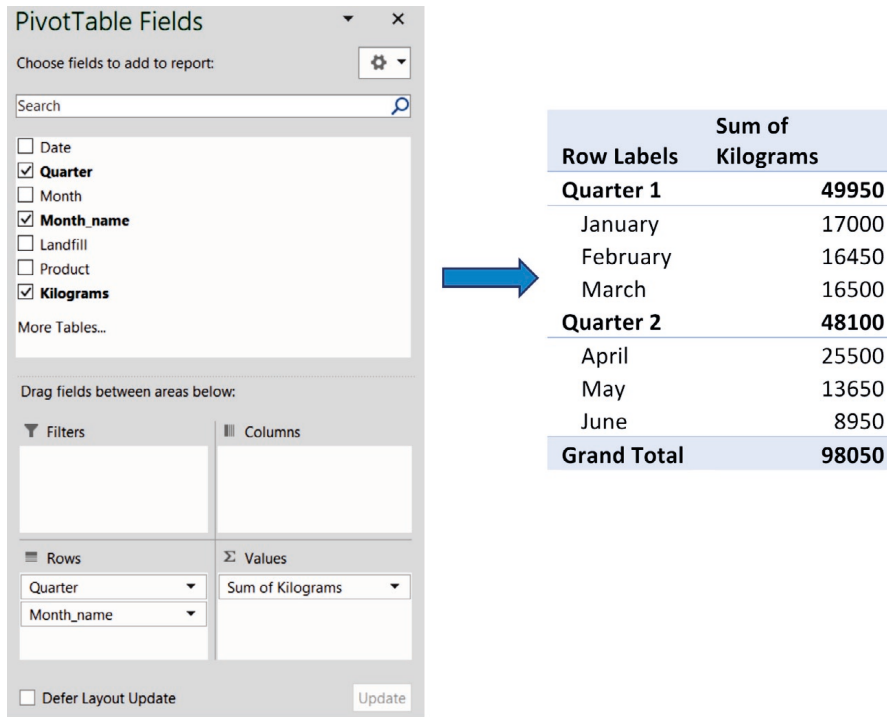 PivotTable Fields
Choose fields to add to report:
Search
Date
Quarter
Month
Month_name
Landfill
Product
Kilograms
More Tables...
Drag fields between areas below:
Filters
Columns
Rows
Σ Values
Quarter
Sum of Kilograms
Month_name
Defer Layout Update
Update
Sum of
Row Labels Kilograms
Quarter 1 49950
January 17000
February 16450
March 16500
Quarter 2 48100
April 25500
May 13650
June 8950
Grand Total 98050